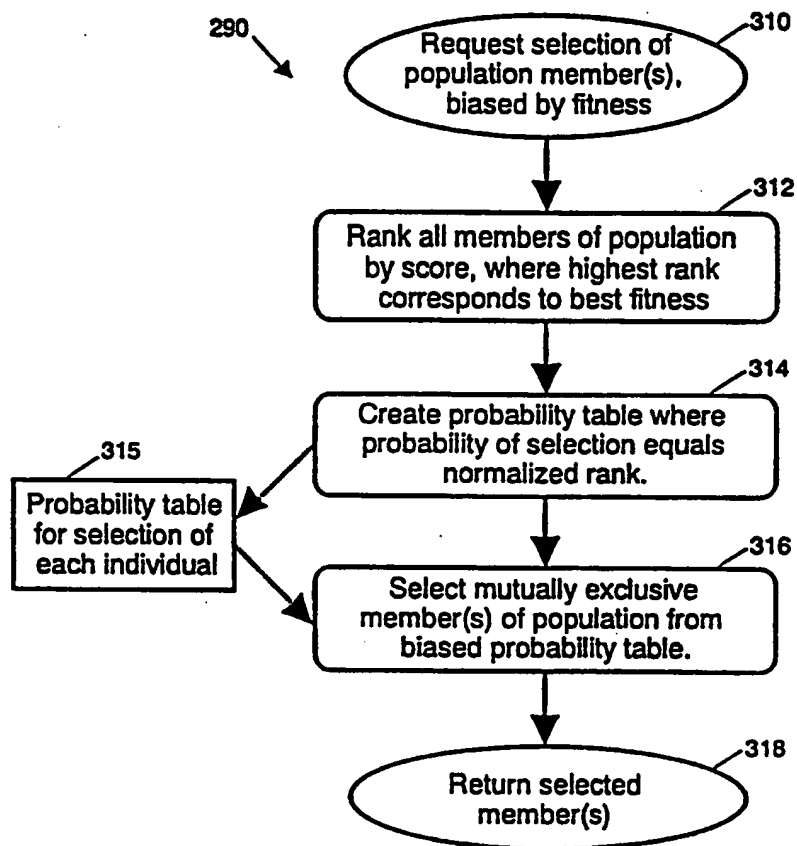 290
310
Request selection of
population member(s),
biased by fitness
312
Rank all members of population
by score, where highest rank
corresponds to best fitness
314
Create probability table where
probability of selection equals
normalized rank.
315
Probability table
for selection of
each individual
316
Select mutually exclusive
member(s) of population from
biased probability table.
318
Return selected
member(s)